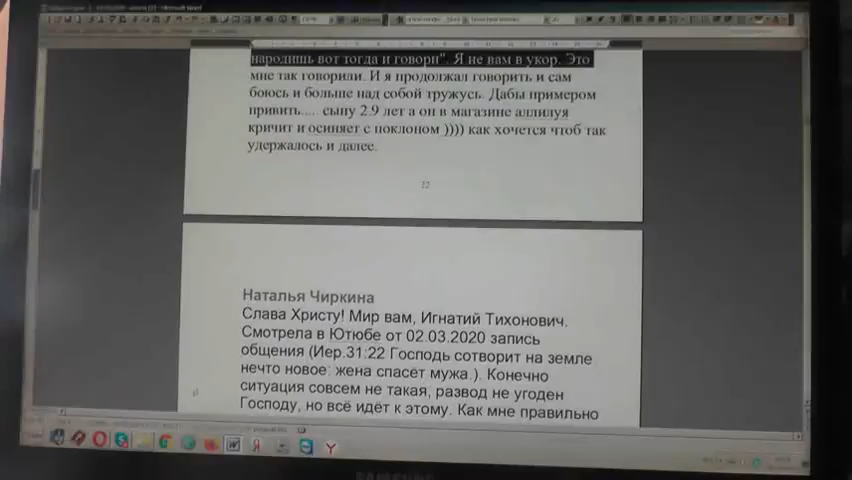 народишь вот тогда и говори". Я не вам в укор. Это
мне так говорили. И я продолжал говорить и сам
боюсь и больше над собой тружусь. Дабы примером
привить.... сыну 2.9 лет а он в магазине аллилуя
кричит и осиняет с поклоном )))) как хочется чтоб так
удержалось и далее.
22
Наталья Чиркина
Слава Христу! Мир вам, Игнатий Тихонович.
Смотрела в Ютюбе от 02.03.2020 запись
общения (Иер.31:22 Господь сотворит на земле
нечто новое: жена спасёт мужа.). Конечно
ситуация совсем не такая, развод не угоден
Господу, но всё идёт к этому. Как мне правильно
SAMSUNG